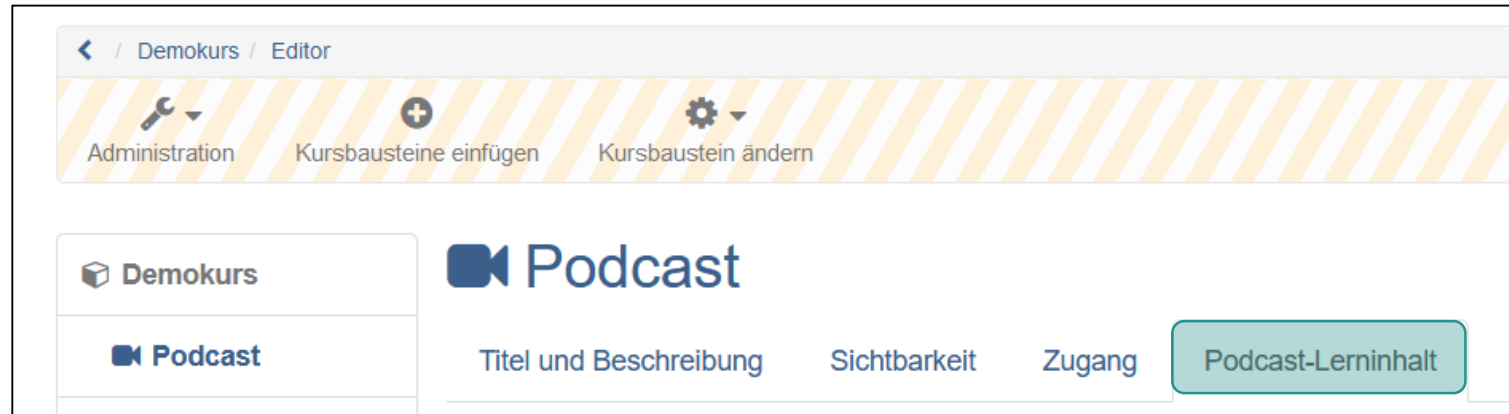 / Demokurs / Editor
Administration Kursbausteine einfügen Kursbaustein ändern
Demokurs
Podcast
Podcast
Titel und Beschreibung Sichtbarkeit Zugang Podcast-Lerninhalt